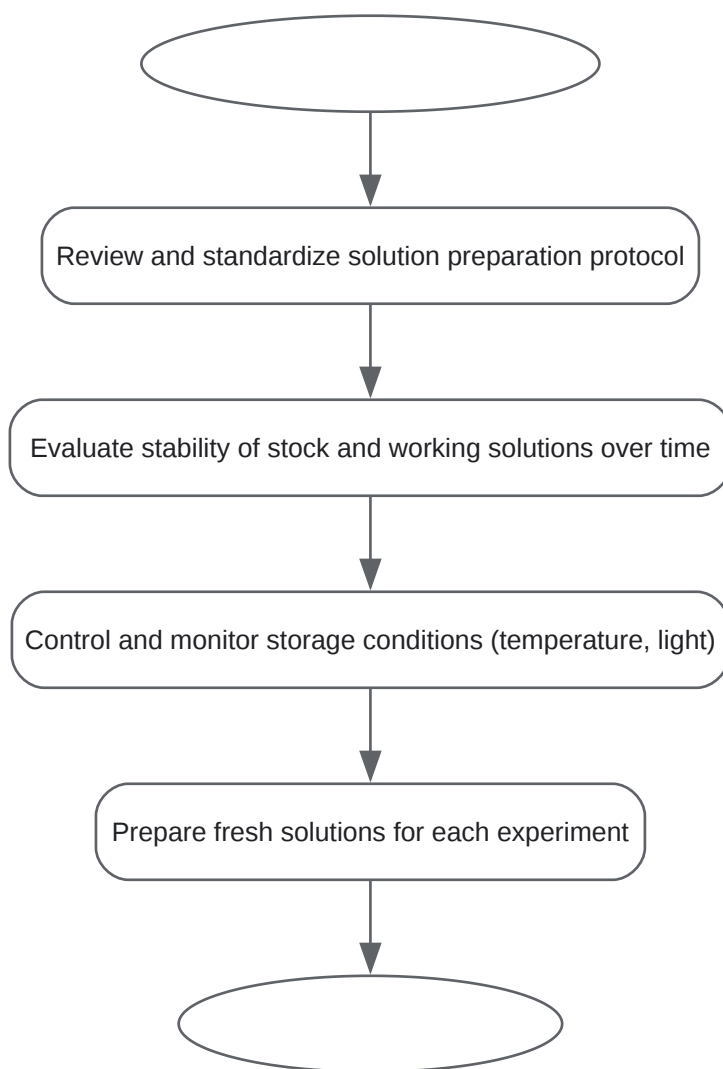 Review and standardize solution preparation protocol
Evaluate stability of stock and working solutions over time
Control and monitor storage conditions (temperature, light)
Prepare fresh solutions for each experiment